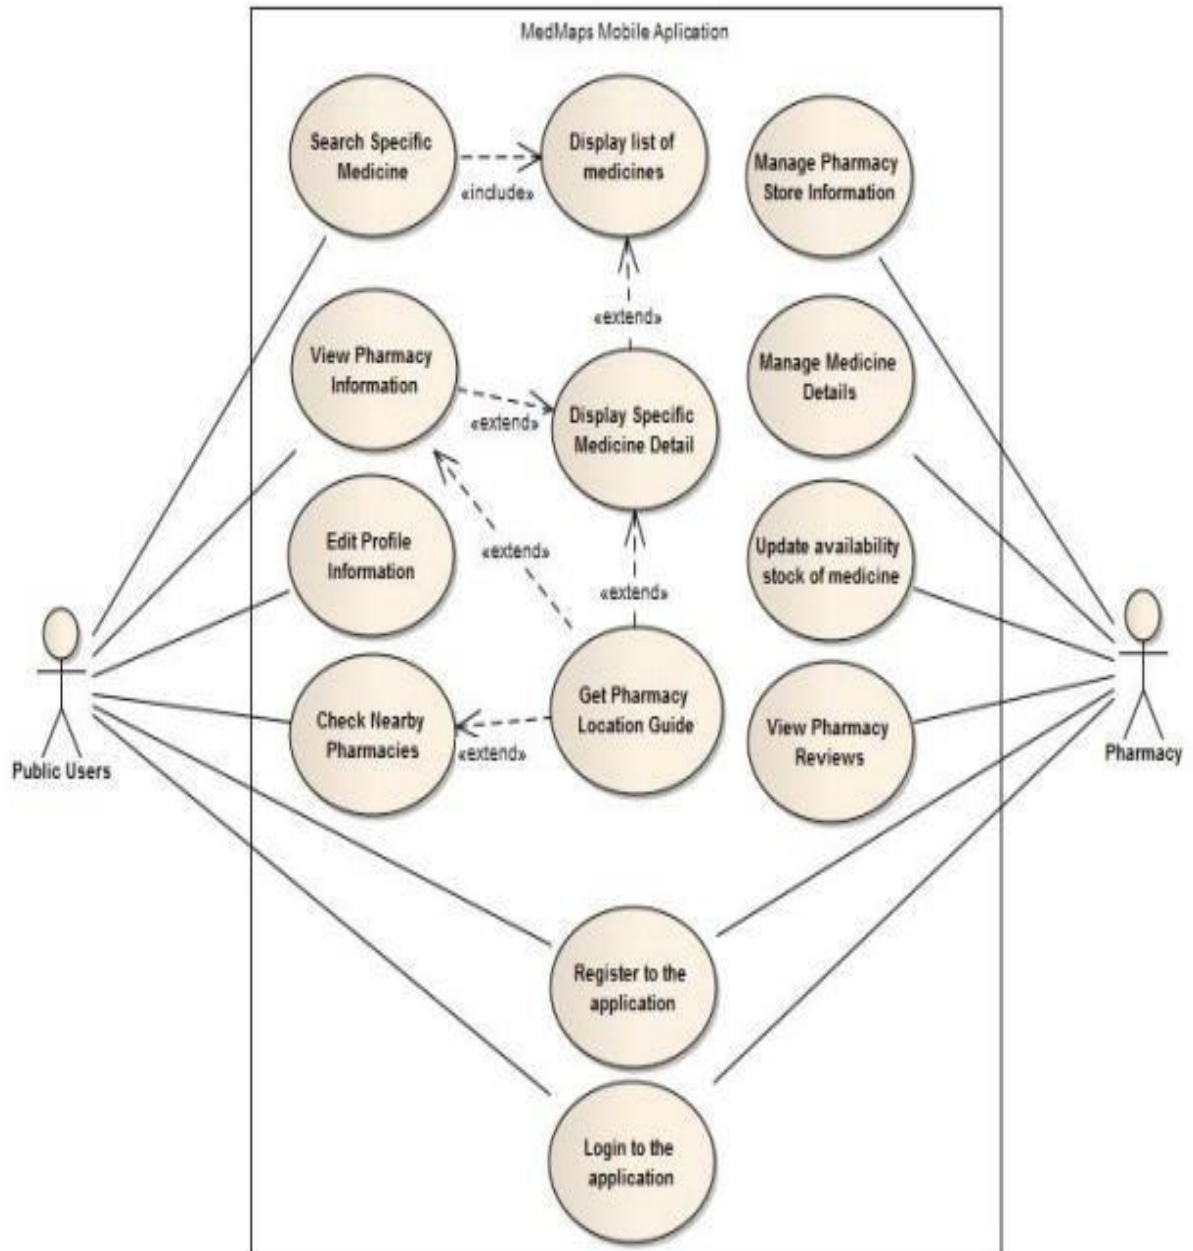 MedMaps Mobile Aplication
Search Specific
Medicine
«include»
Display list of
medicines
Manage Pharmacy
Store Information
«extend»
View Pharmacy
Information
«extend»
Display Specific
Medicine Detail
Manage Medicine
Details
Edit Profile
Information
«extend»
«extend»
Update availability
stock of medicine
Check Nearby
Pharmacies
«extend»
Get Pharmacy
Location Guide
View Pharmacy
Reviews
Public Users
Pharmacy
Register to the
application
Login to the
application